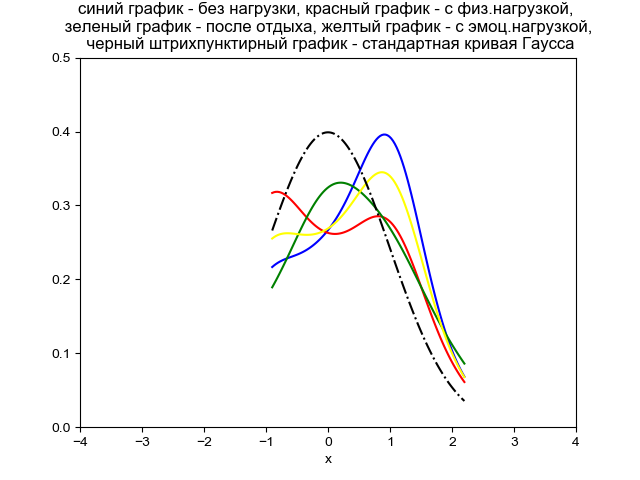 синий график - без нагрузки, красный график - с физ.нагрузкой,
зеленый график - после отдыха, желтый график - с эмоц.нагрузкой,
черный штрихпунктирный график - стандартная кривая Гаусса
0.5
0.4
0.3
0.2
0.1
0.0
−4 −3 −2 −1 0 1 2 3 4
x